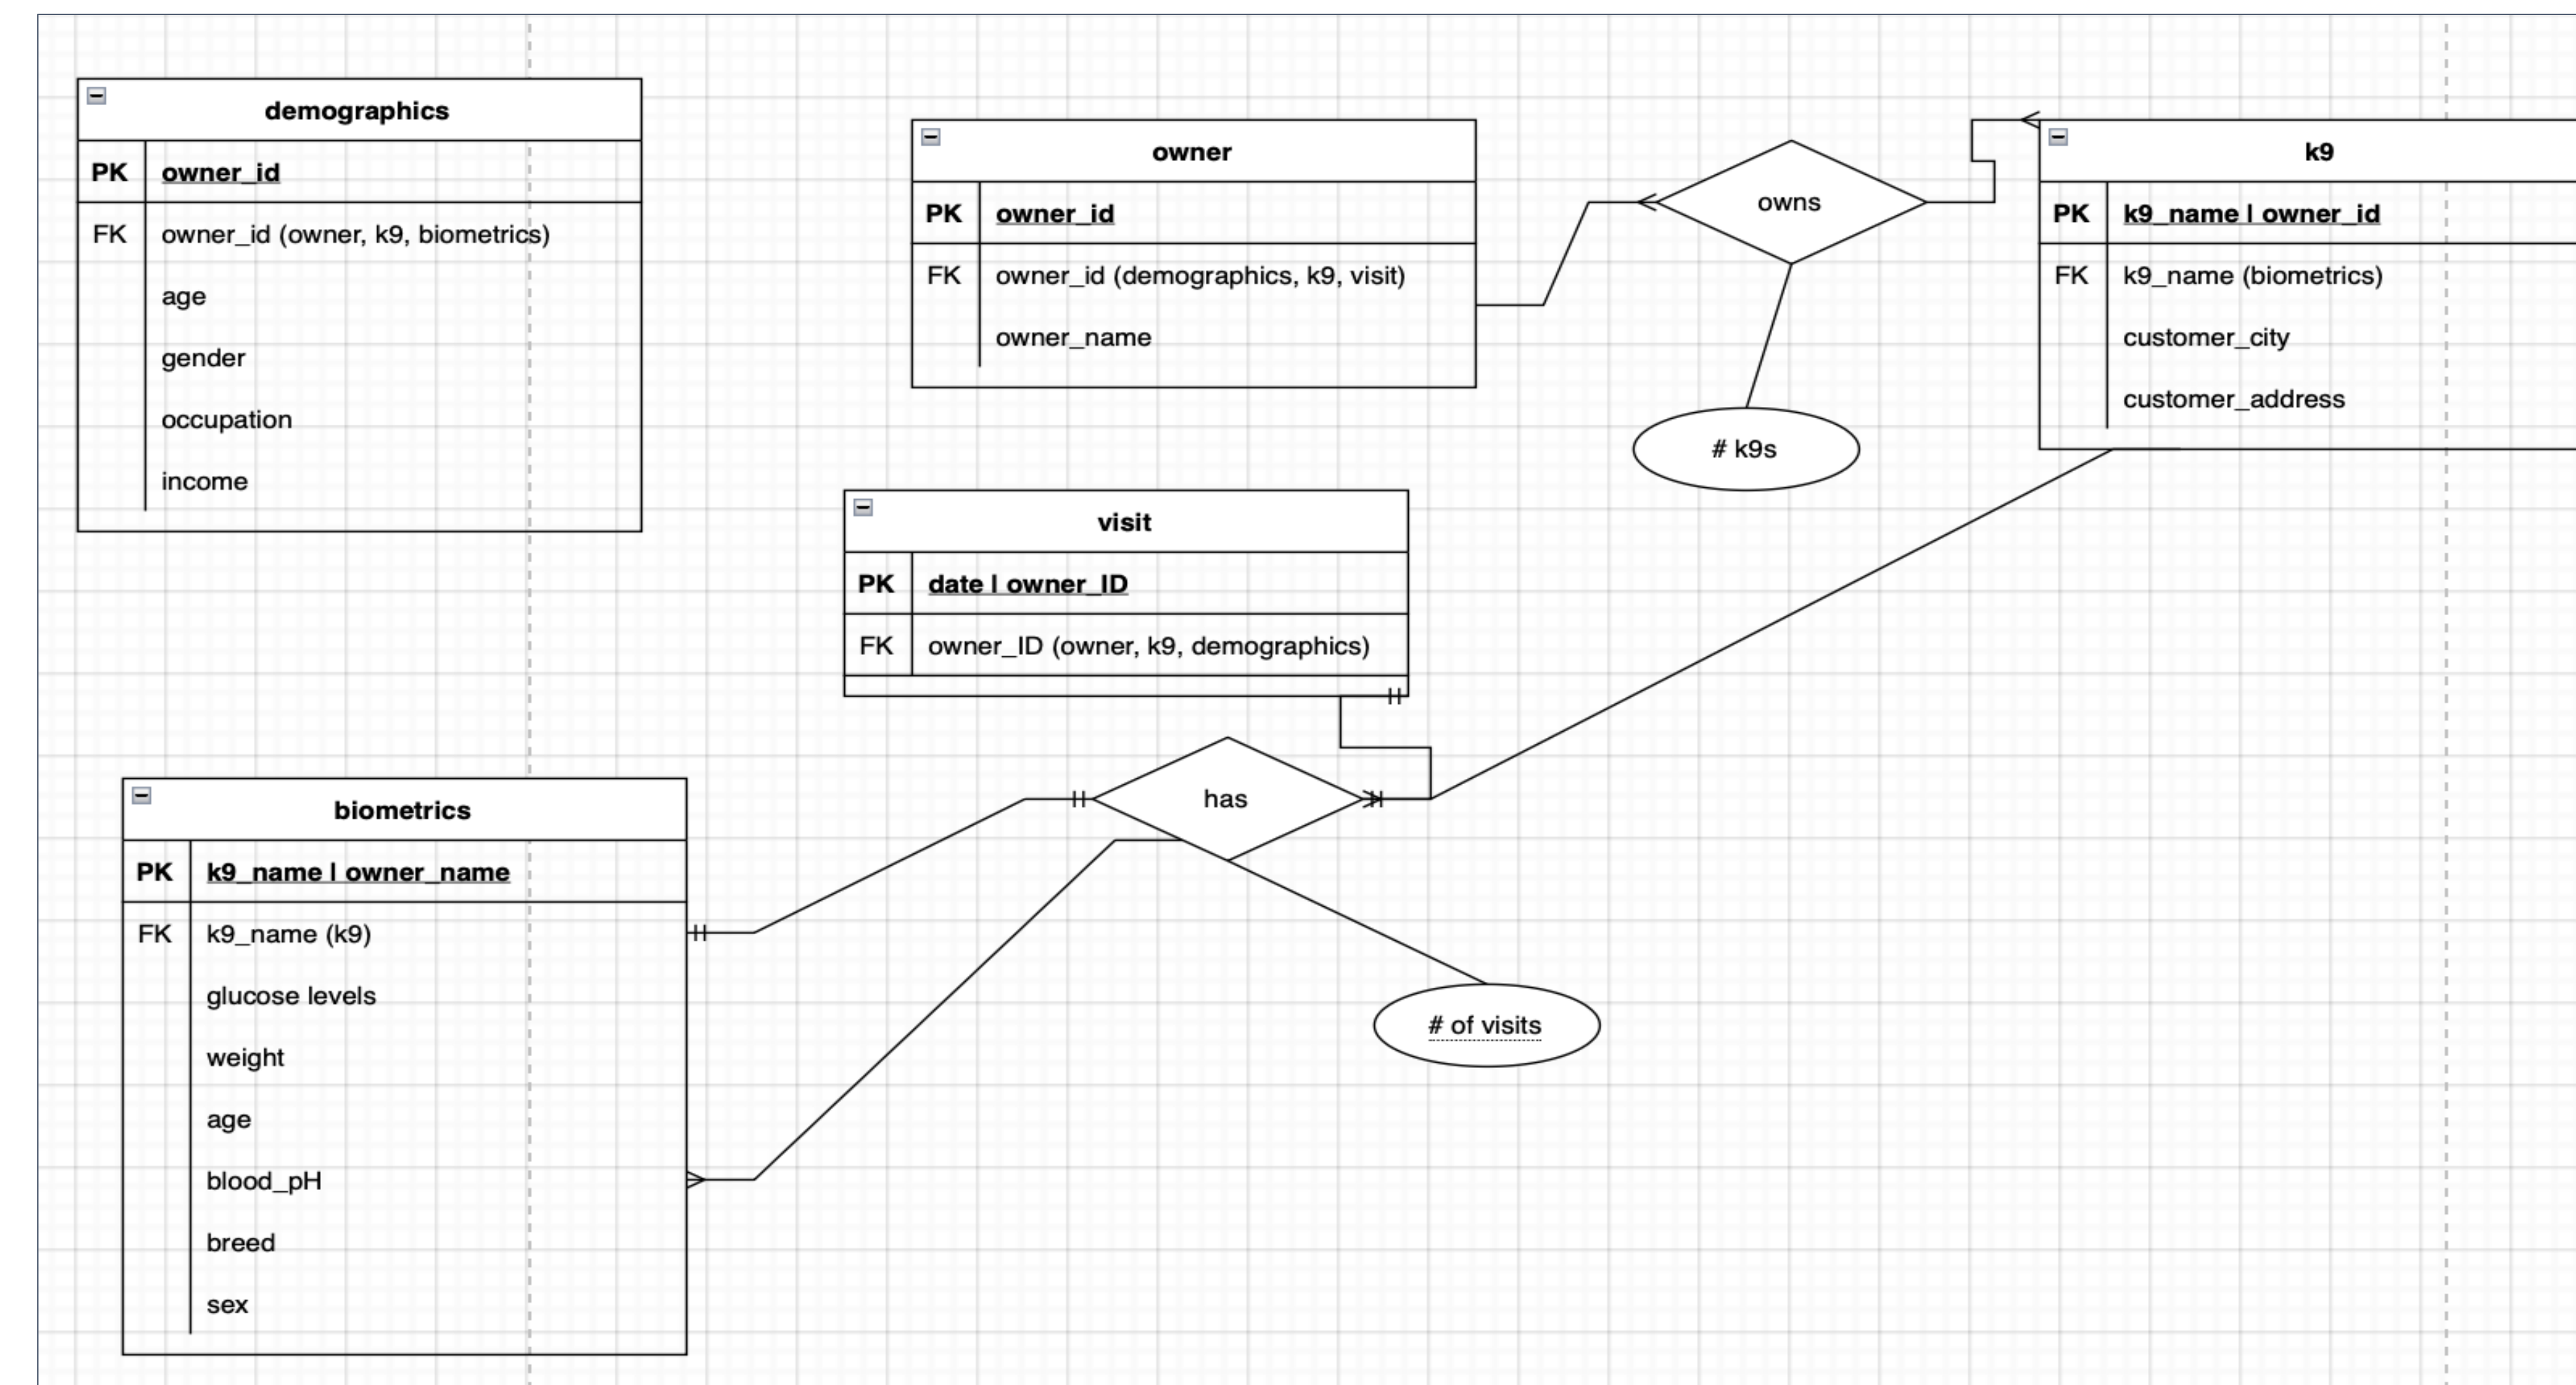 demographics
PK owner_id
FK owner_id (owner, k9, biometrics)
age
gender
occupation
income
owner
PK owner_id
FK owner_id (demographics, k9, visit)
owner_name
owns
# k9s
k9
PK k9_name | owner_id
FK k9_name (biometrics)
customer_city
customer_address
visit
PK date | owner_ID
FK owner_ID (owner, k9, demographics)
has
# of visits
biometrics
PK k9_name | owner_name
FK k9_name (k9)
glucose levels
weight
age
blood_pH
breed
sex